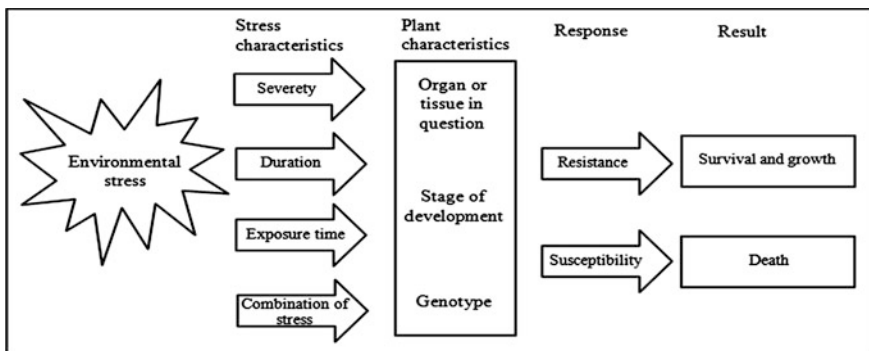 Stress
characteristics
Plant
characteristics
Response
Result
Environmental
stress
Severety
Duration
Exposure time
Combination of
stress
Organ or
tissue in
question
Stage of
development
Genotype
Resistance
Susceptibility
Survival and growth
Death